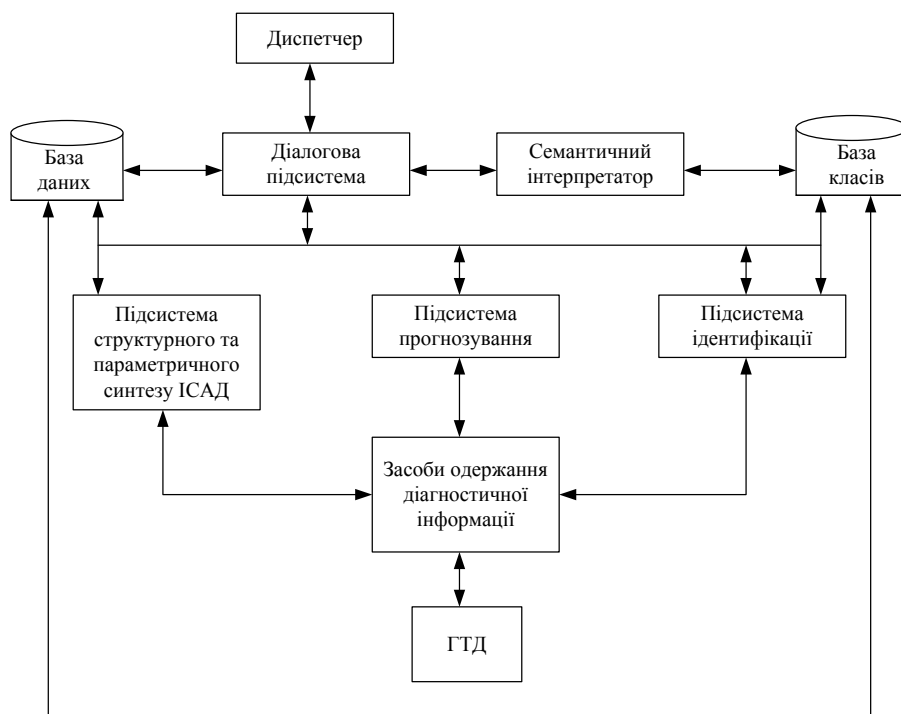 Диспетчер
База
даних
Діалогова
підсистема
Семантичний
інтерпретатор
База
класів
Підсистема
структурного та
параметричного
синтезу ІСАД
Підсистема
прогнозування
Підсистема
ідентифікації
Засоби одержання
діагностичної
інформації
ГТД